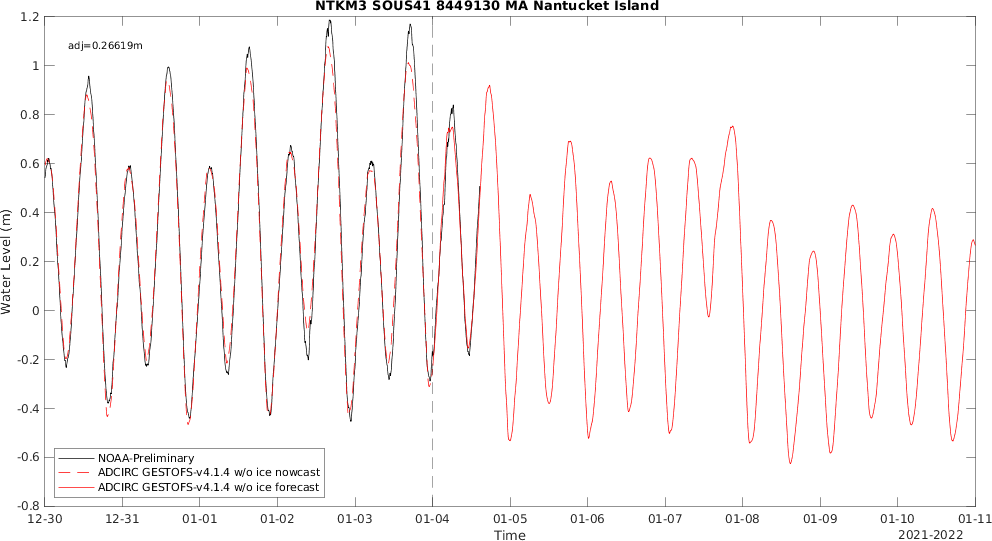 NTKM3 SOUS41 8449130 MA Nantucket Island
adj=0.26619m
Water Level (m)
1.2
1
0.8
0.6
0.4
0.2
0
-0.2
-0.4
-0.6
-0.8
NOAA-Preliminary
ADCIRC GESTOFS-v4.1.4 w/o ice nowcast
ADCIRC GESTOFS-v4.1.4 w/o ice forecast
12-30 12-31 01-01 01-02 01-03 01-04 01-05 01-06 01-07 01-08 01-09 01-10 01-11
Time
2021-2022